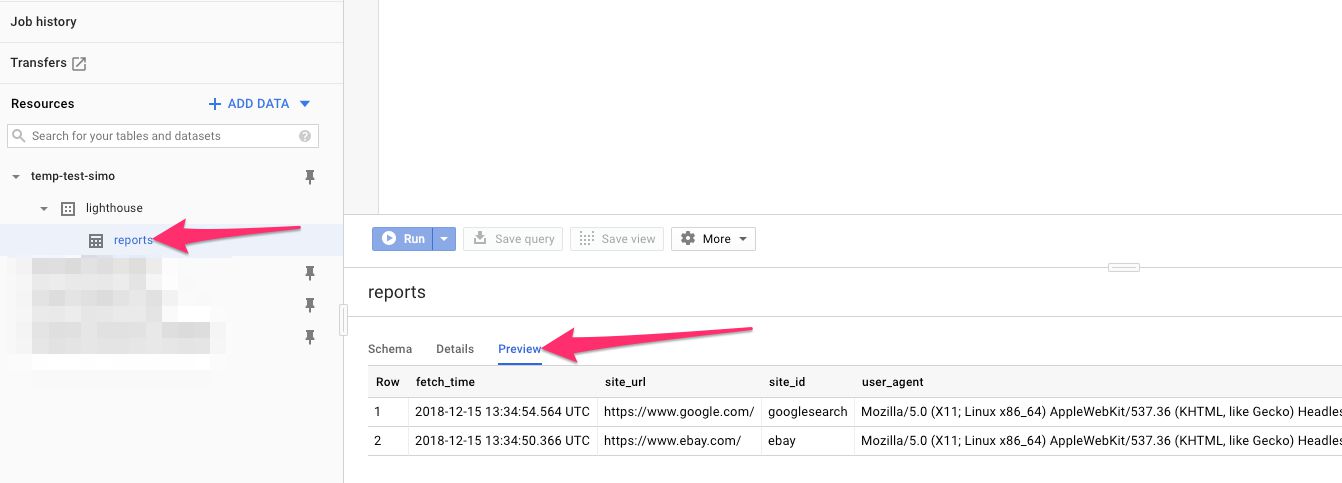 Job history
Transfers
Resources
ADD DATA
Search for your tables and datasets
temp-test-simo
lighthouse
reports
Run
Save query
Save view
More
reports
Schema Details Preview
Row fetch_time site_url site_id user_agent
1 2018-12-15 13:34:54.564 UTC https://www.google.com/ googlesearch Mozilla/5.0 (X11; Linux x86_64) AppleWebKit/537.36 (KHTML, like Gecko) Headles
2 2018-12-15 13:34:50.366 UTC https://www.ebay.com/ ebay Mozilla/5.0 (X11; Linux x86_64) AppleWebKit/537.36 (KHTML, like Gecko) Headles